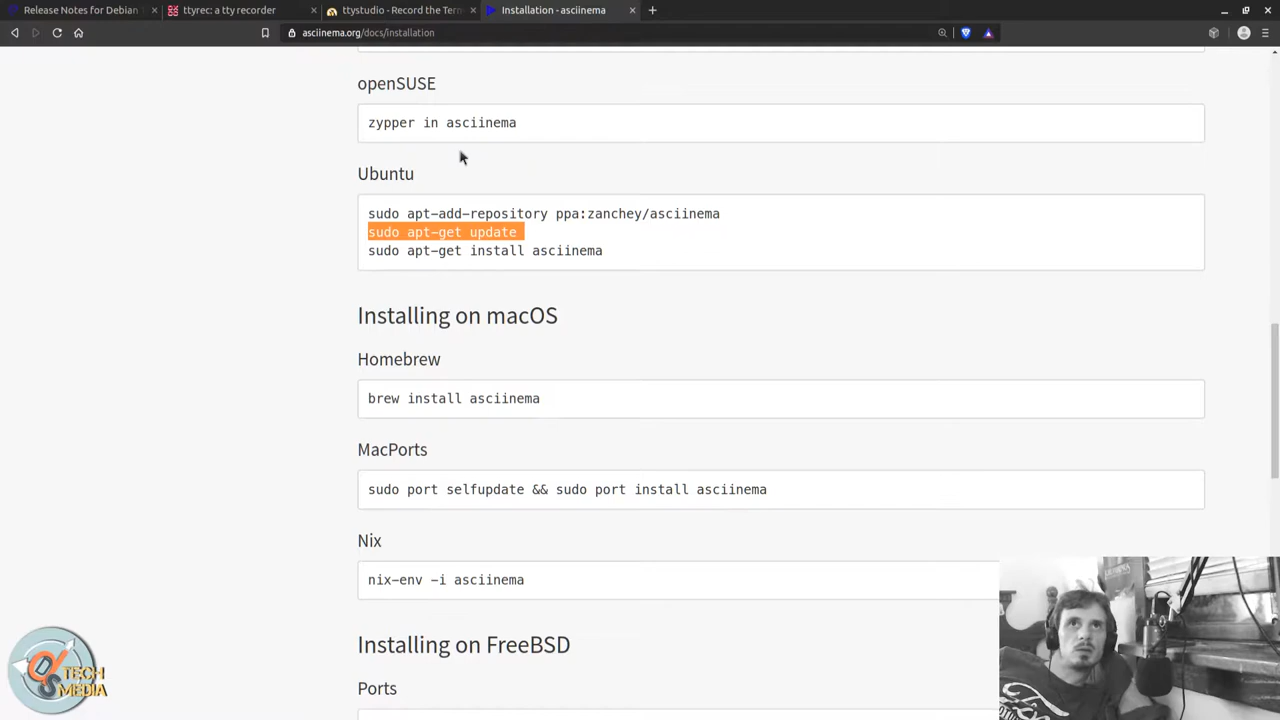 Release Notes for Debian
ttyrec: a tty recorder
ttystudio - Record the Term
Installation - asciinema
asciinema.org/docs/installation
openSUSE
zypper in asciinema
Ubuntu
sudo apt-add-repository ppa:zanchey/asciinema
sudo apt-get update
sudo apt-get install asciinema
Installing on macOS
Homebrew
brew install asciinema
MacPorts
sudo port selfupdate && sudo port install asciinema
Nix
nix-env -i asciinema
Installing on FreeBSD
Ports
TECH
MEDIA